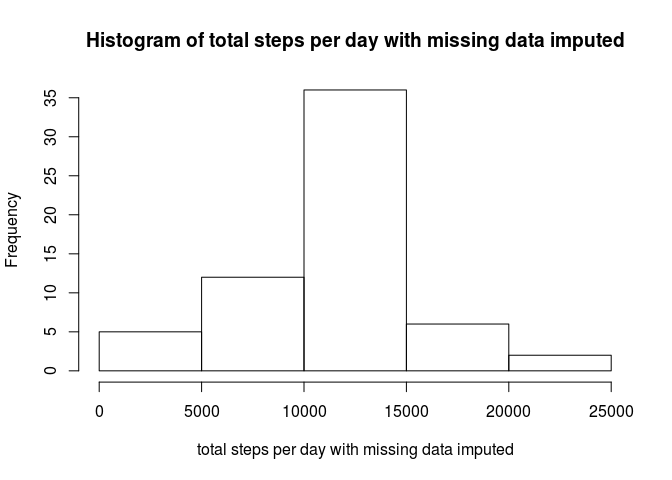 Histogram of total steps per day with missing data imputed
Frequency
35
30
25
20
15
10
5
0
0 5000 10000 15000 20000 25000
total steps per day with missing data imputed